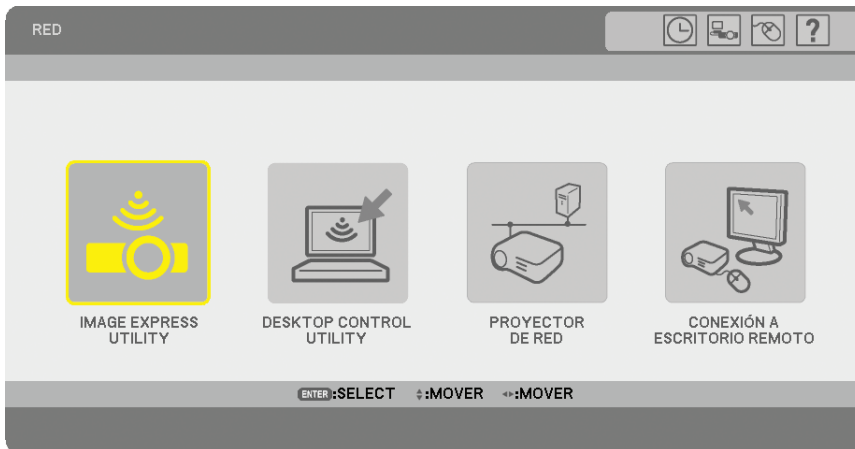 RED
?
IMAGE EXPRESS
UTILITY
DESKTOP CONTROL
UTILITY
PROYECTOR
DE RED
CONEXIÓN A
ESCRITORIO REMOTO
ENTER:SELECT :MOVER :MOVER